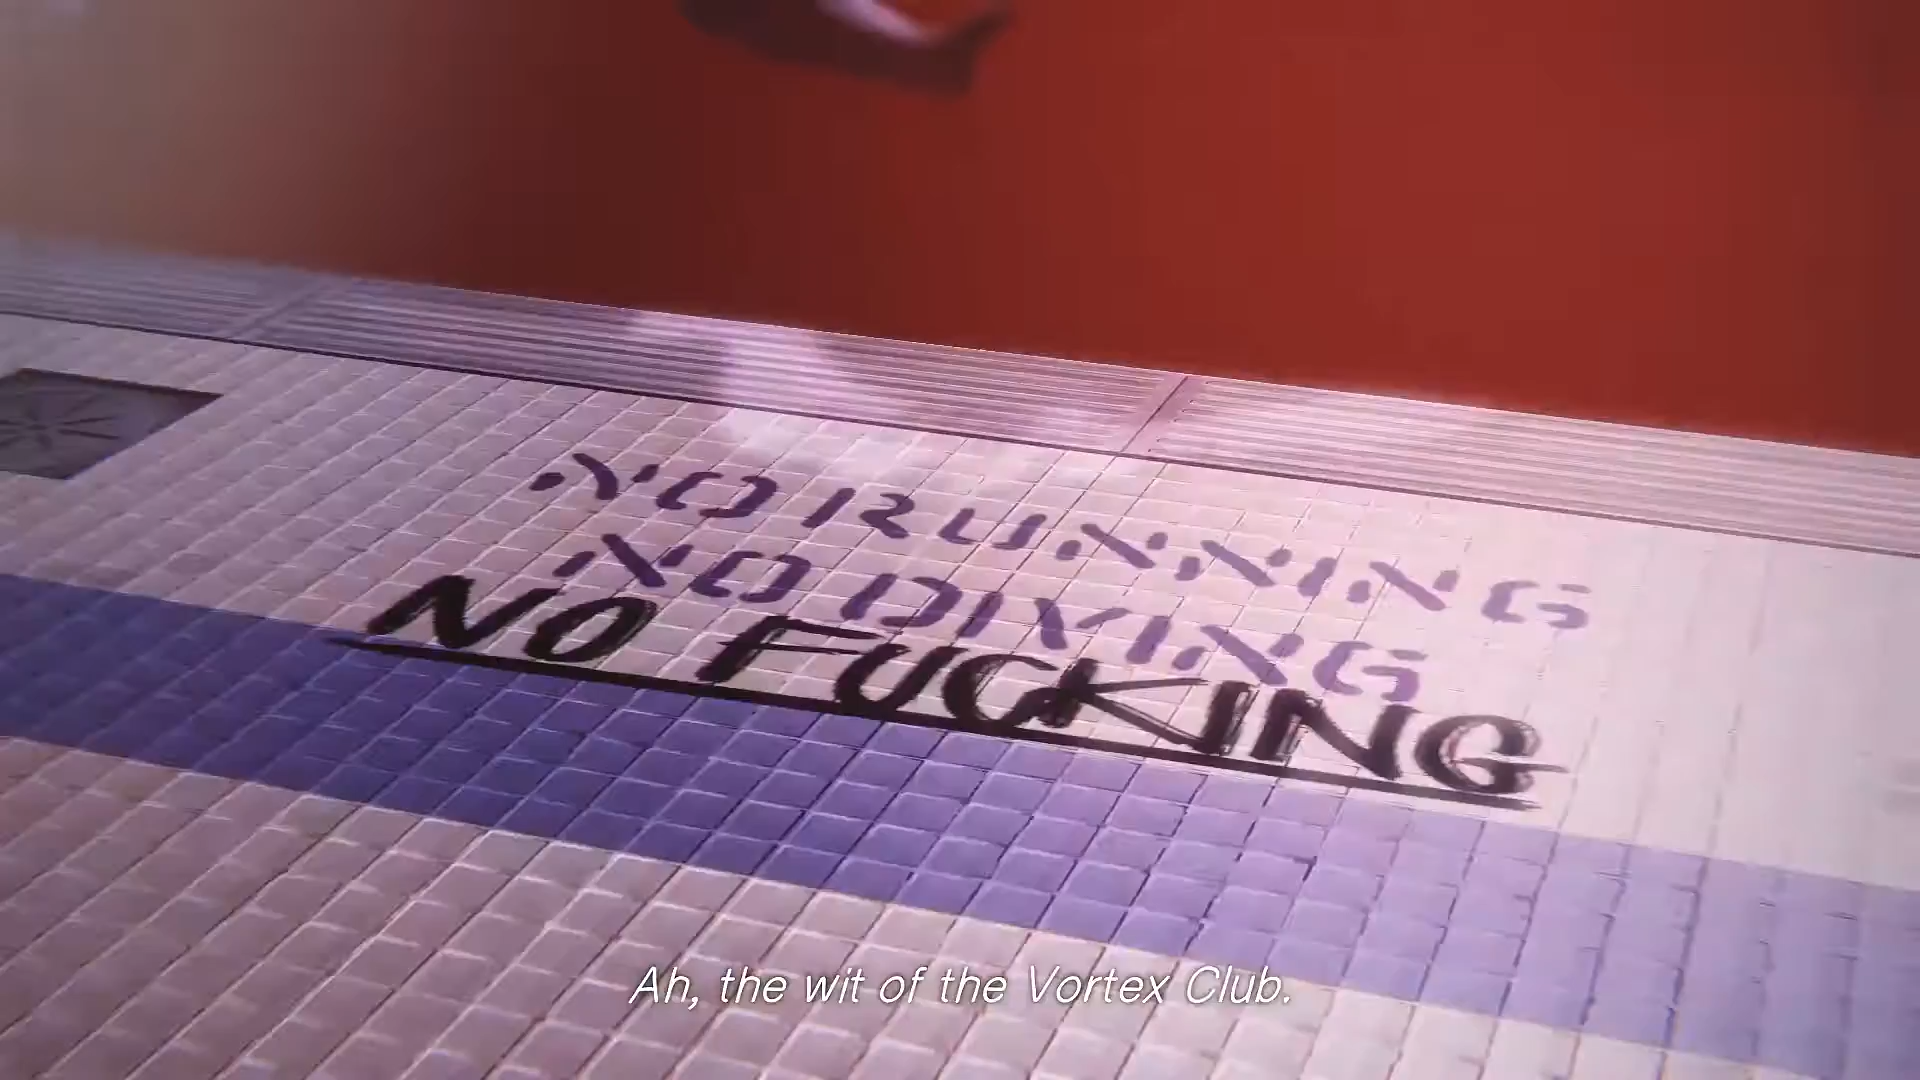 NO RUNNING
NO DIVING
NO FUCKING
Ah, the wit of the Vortex Club.